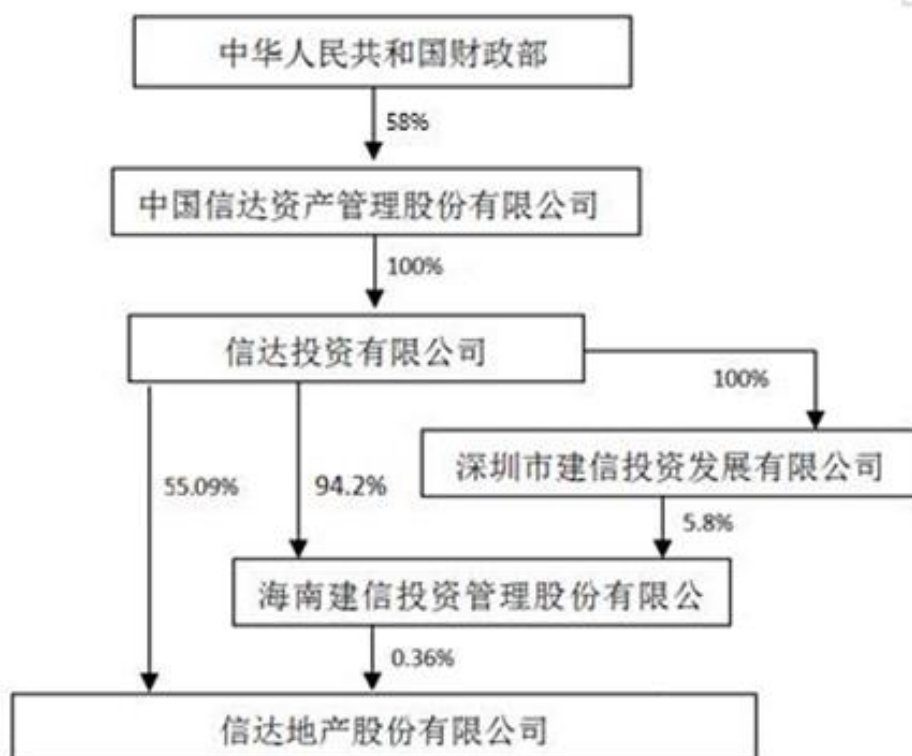 中华人民共和国财政部
58%
中国信达资产管理股份有限公司
100%
信达投资有限公司
100%
深圳市建信投资发展有限公司
55.09%
94.2%
5.8%
海南建信投资管理股份有限公
0.36%
信达地产股份有限公司